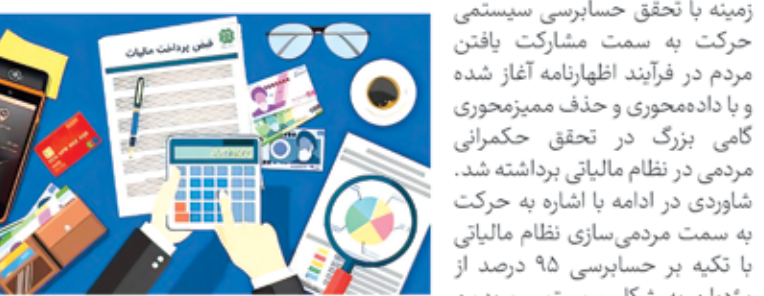 زمینه با تحقق حسابرسی سیستمی
حرکت به سمت مشارکت یافتن
مردم در فرآیند اظهارنامه آغاز شده
و با داده‌محوری و حذف ممیزمحوری
گامی بزرگ در تحقق حکمرانی
مردمی در نظام مالیاتی برداشته شد.
شاوردی در ادامه با اشاره به حرکت
به سمت مردمی‌سازی نظام مالیاتی
با تکیه بر حسابرسی ۹۵ درصد از
قبض پرداخت مالیات